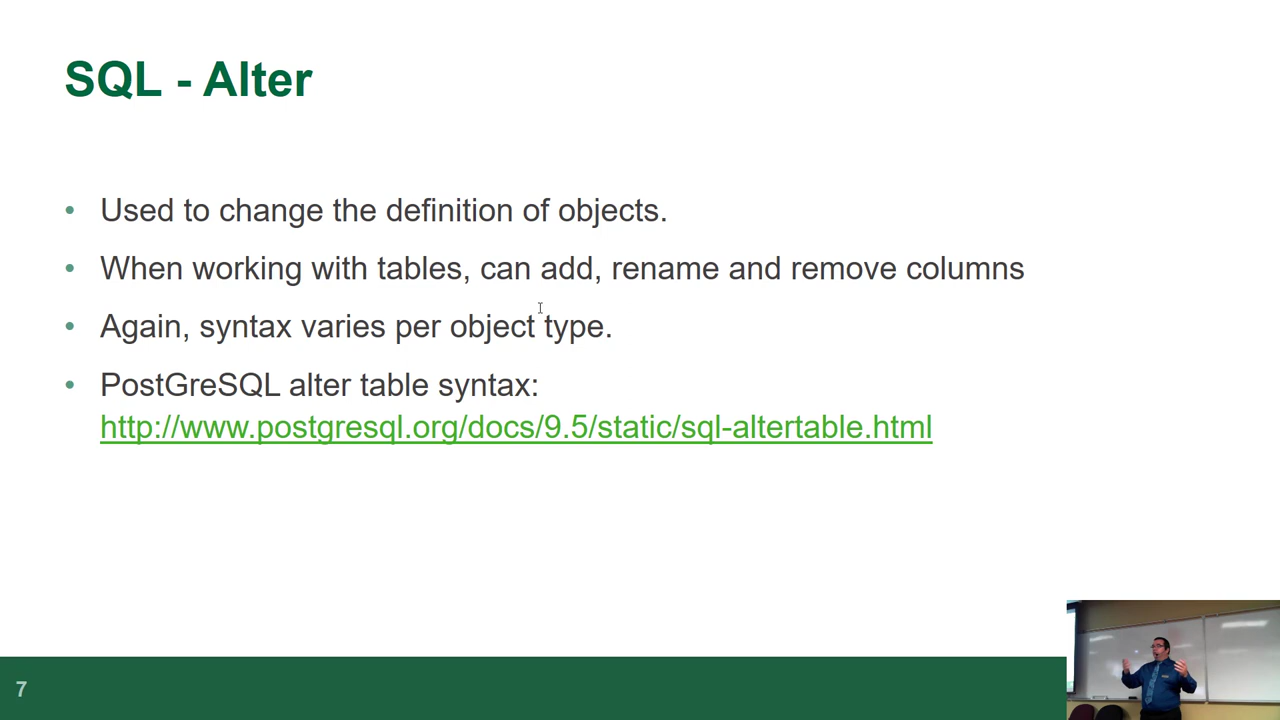 SQL - Alter
• Used to change the definition of objects.
• When working with tables, can add, rename and remove columns
• Again, syntax varies per object type.
• PostGreSQL alter table syntax:
http://www.postgresql.org/docs/9.5/static/sql-altertable.html
7